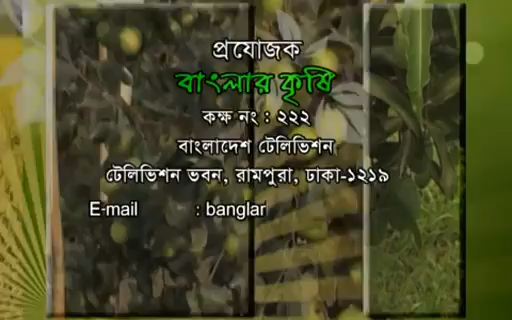 প্রযোজক
বাংলার কৃষি
কক্ষ নং : ২২২
বাংলাদেশ টেলিভিশন
টেলিভিশন ভবন, রামপুরা, ঢাকা-১২১৯
E-mail : banglar